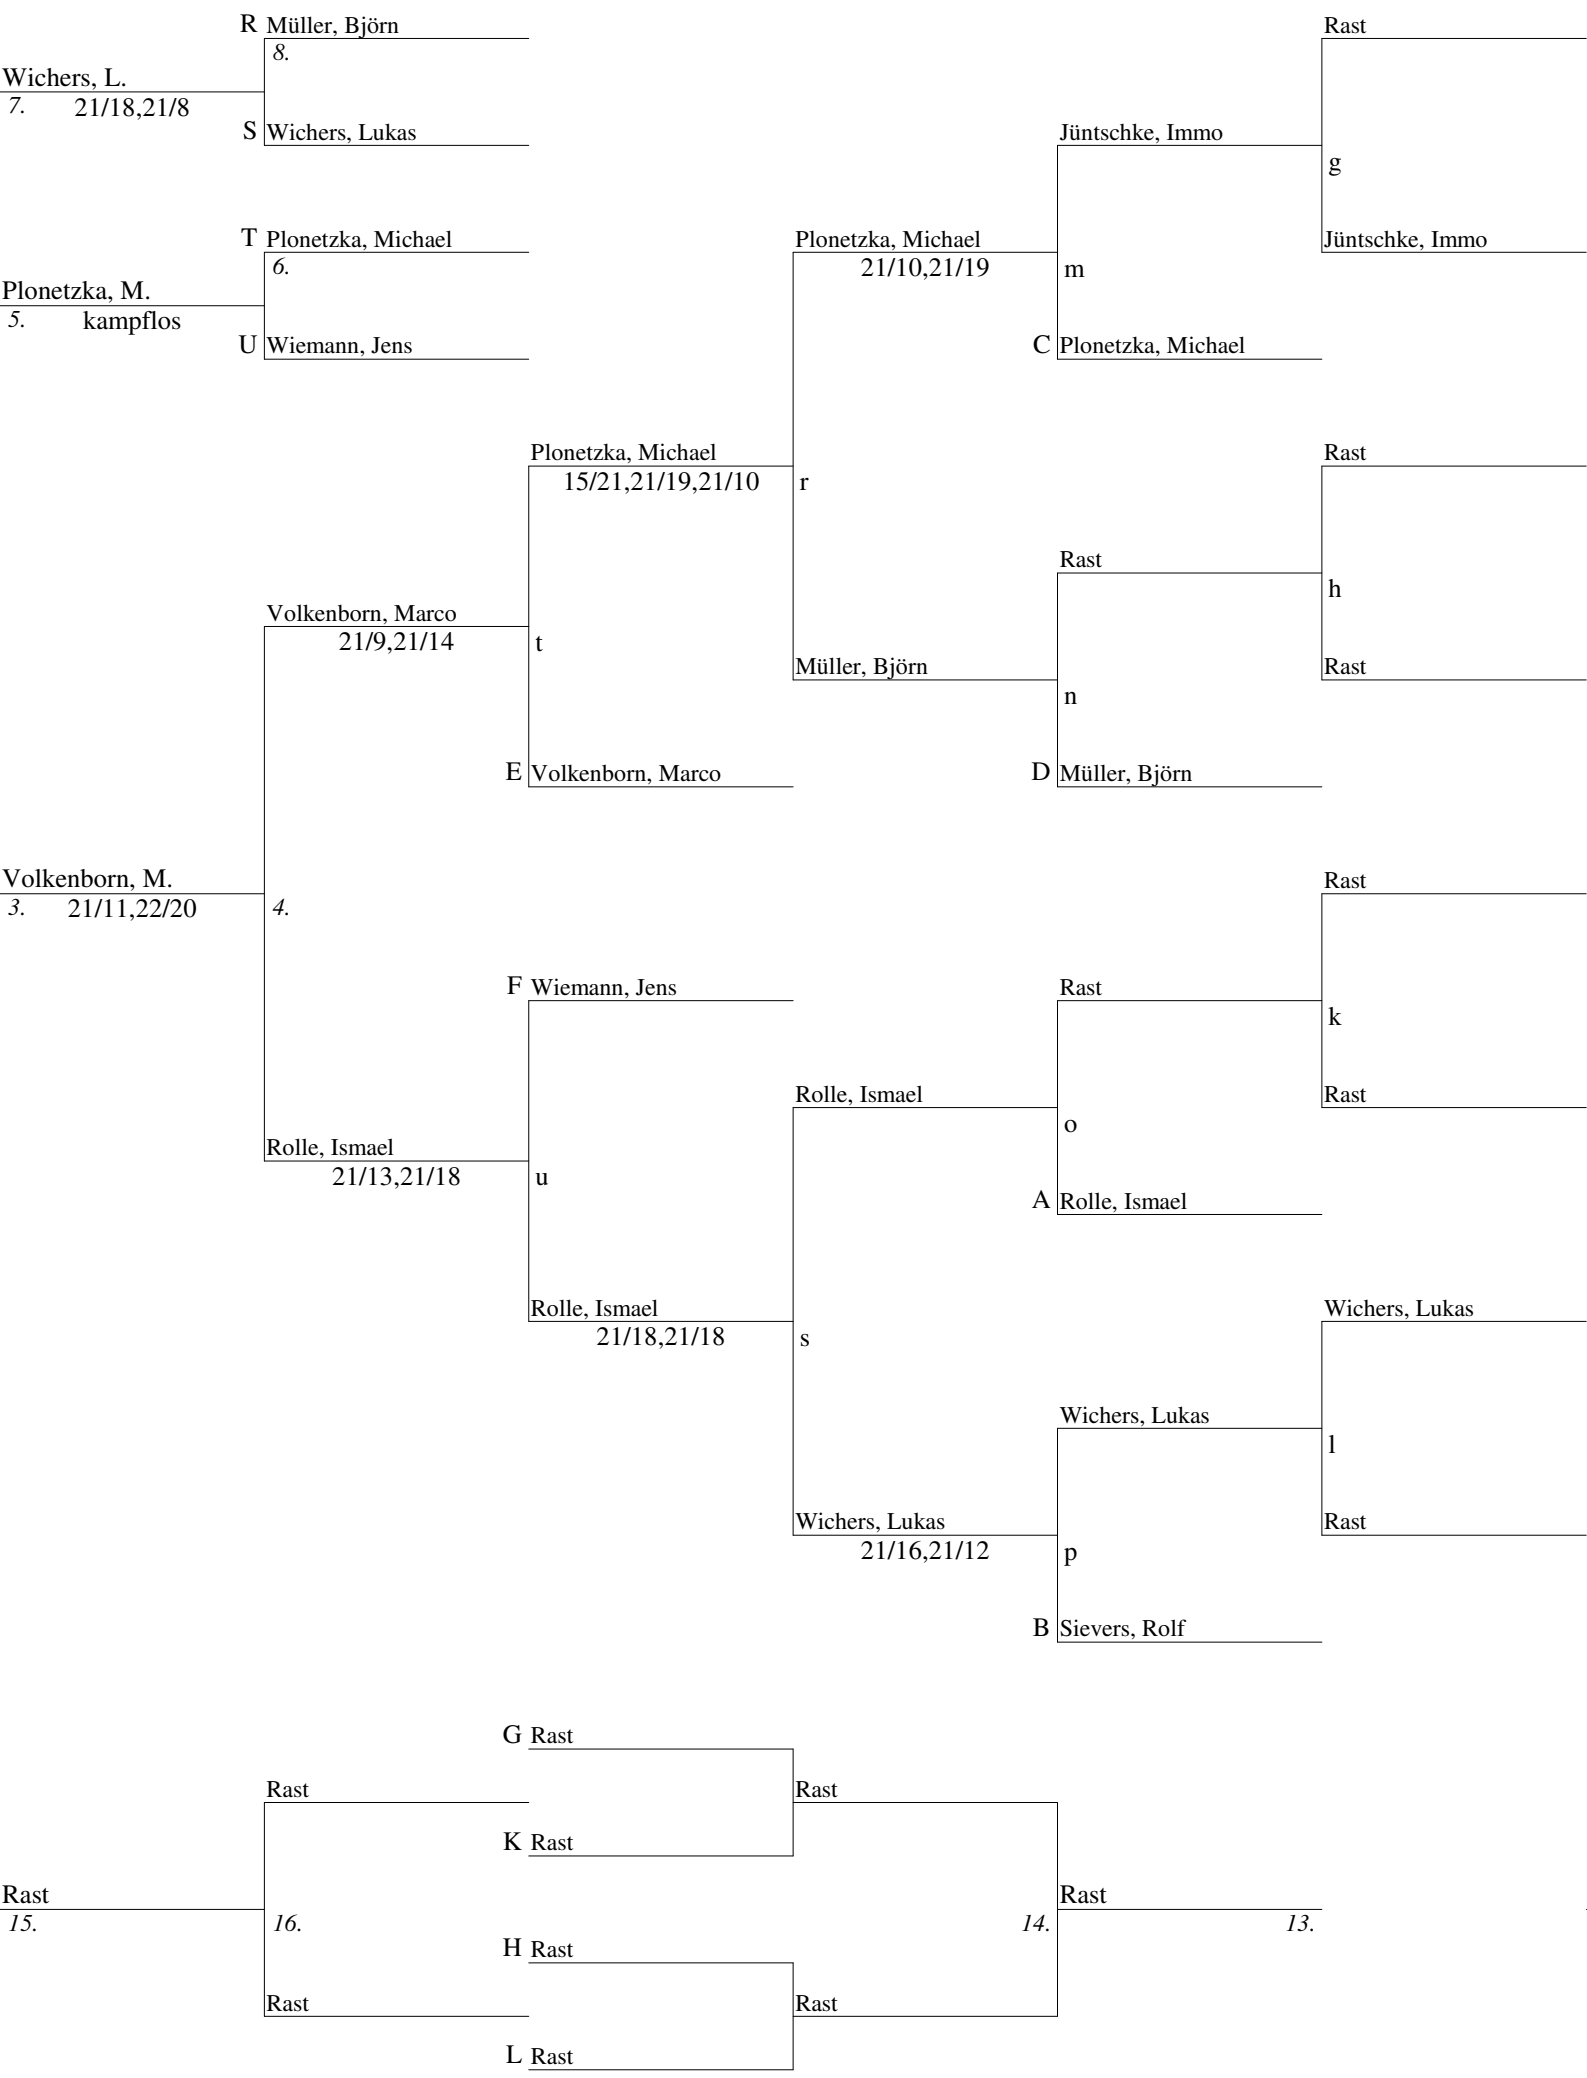 R Müller, Björn
Rast
8.
Wichers, L.
7. 21/18,21/8
S Wichers, Lukas
Jüntschke, Immo
g
T Plonetzka, Michael
Plonetzka, Michael
Jüntschke, Immo
6.
21/10,21/19
m
Plonetzka, M.
5. kampflos
U Wiemann, Jens
C Plonetzka, Michael
Plonetzka, Michael
Rast
15/21,21/19,21/10
r
Rast
h
Volkenborn, Marco
21/9,21/14
t
Müller, Björn
Rast
n
E Volkenborn, Marco
D Müller, Björn
Volkenborn, M.
Rast
3. 21/11,22/20
4.
F Wiemann, Jens
Rast
k
Rolle, Ismael
Rast
o
Rolle, Ismael
21/13,21/18
u
A Rolle, Ismael
Rolle, Ismael
Wichers, Lukas
21/18,21/18
s
Wichers, Lukas
l
Wichers, Lukas
Rast
21/16,21/12
p
B Sievers, Rolf
G Rast
Rast
Rast
K Rast
Rast
Rast
15.
16.
14.
13.
H Rast
Rast
Rast
L Rast